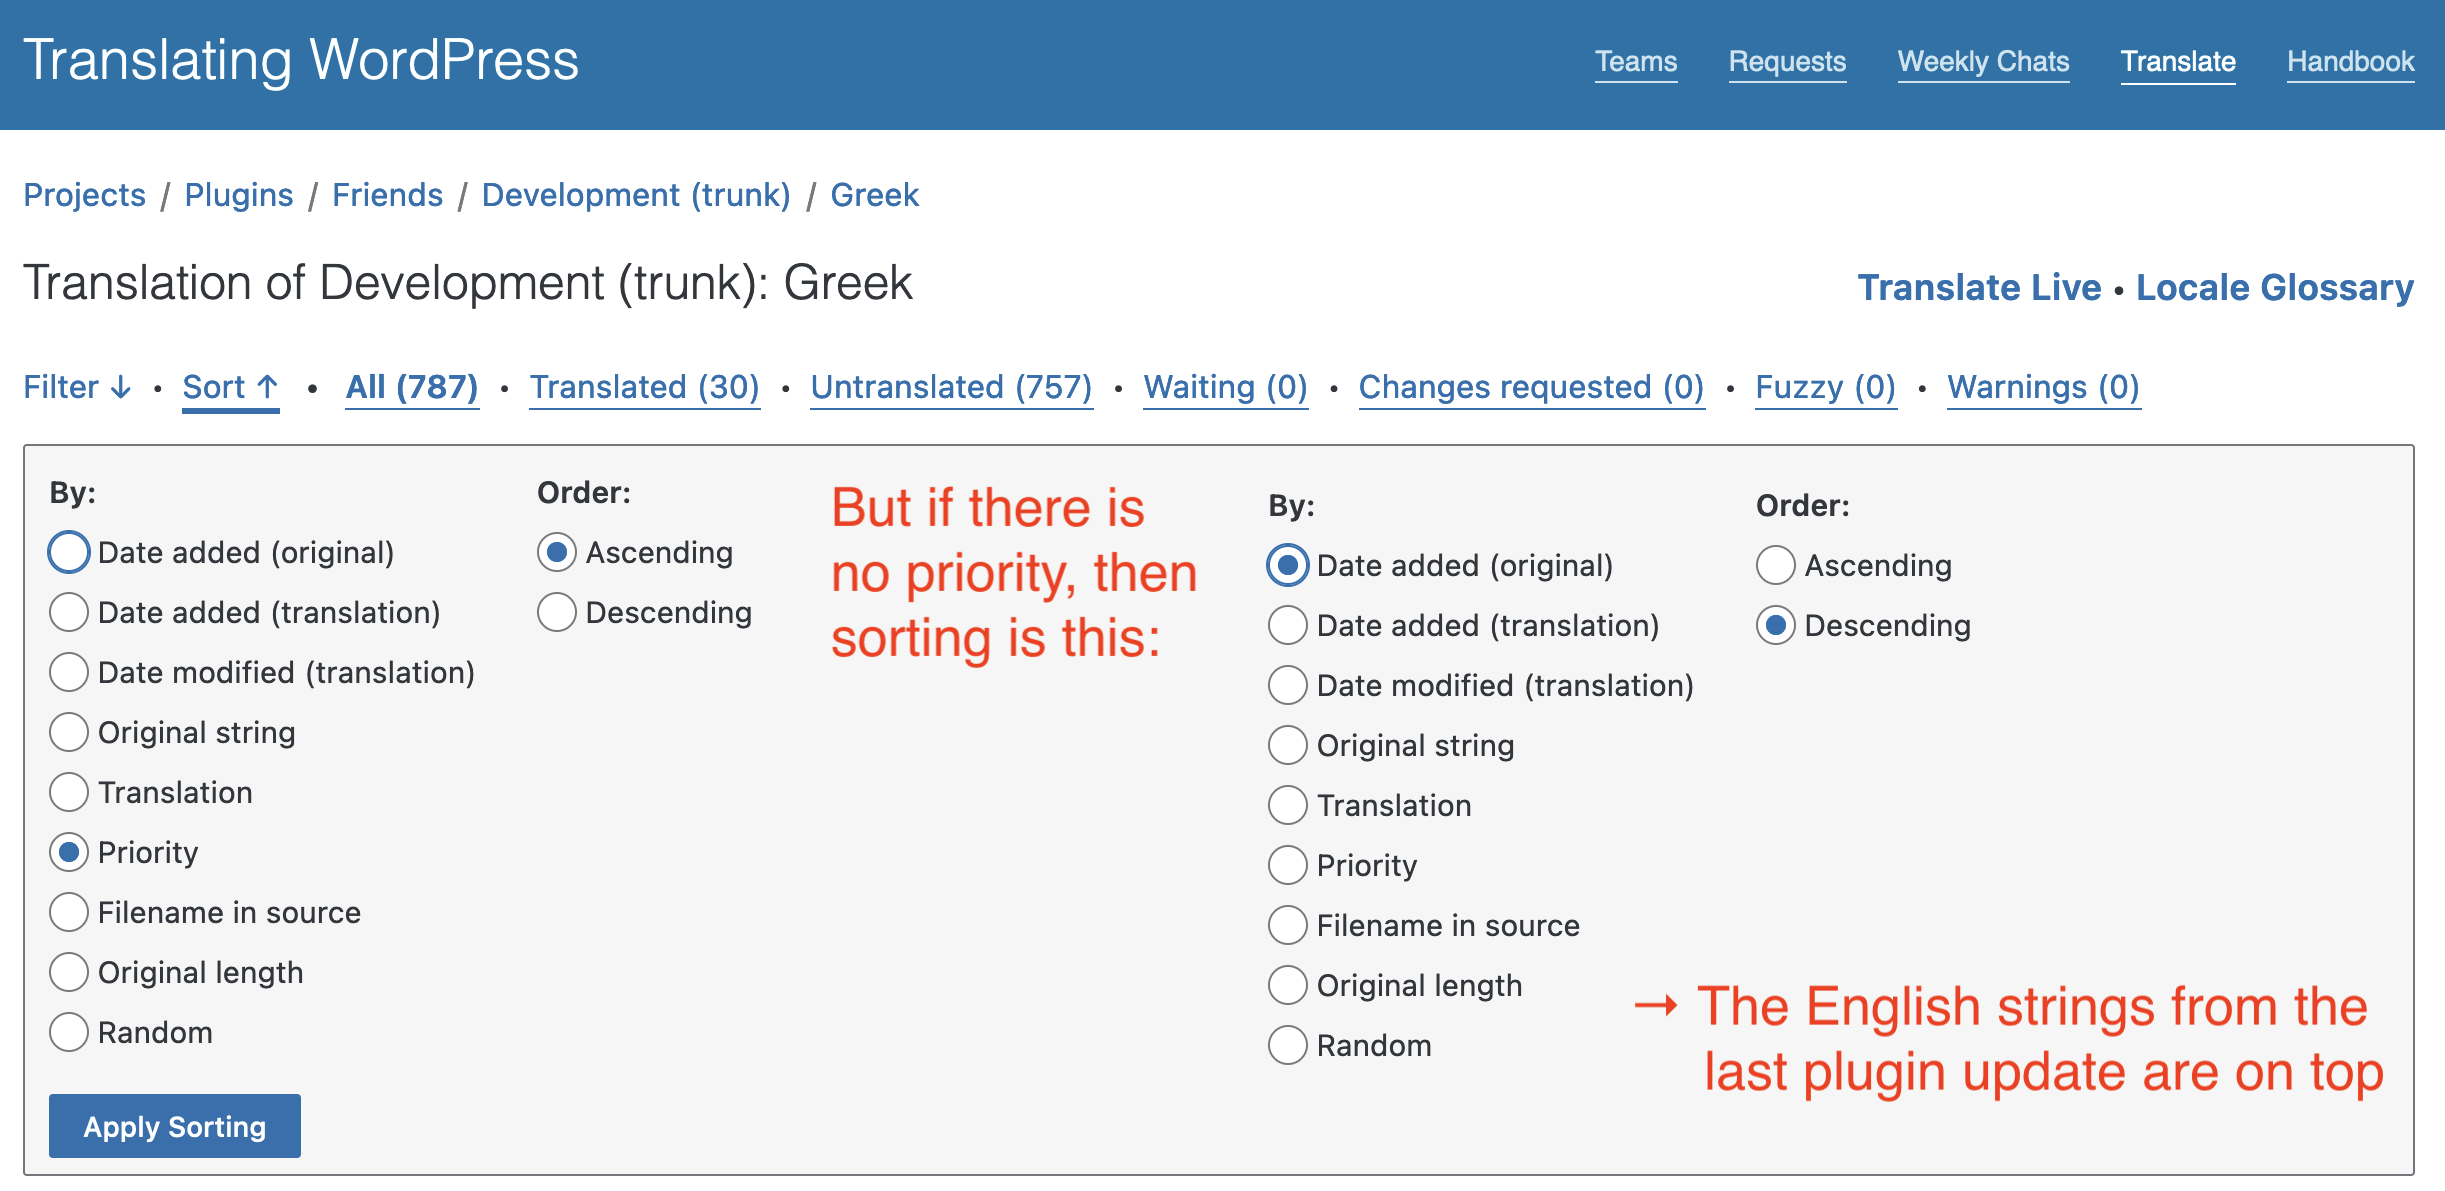 Translating WordPress
Teams Requests Weekly Chats Translate Handbook
Projects / Plugins / Friends / Development (trunk) / Greek
Translation of Development (trunk): Greek
Translate Live • Locale Glossary
Filter ↓ • Sort ↑ • All (787) • Translated (30) • Untranslated (757) • Waiting (0) • Changes requested (0) • Fuzzy (0) • Warnings (0)
By:
Date added (original)
Date added (translation)
Date modified (translation)
Original string
Translation
Priority
Filename in source
Original length
Random
Order:
Ascending
Descending
But if there is
no priority, then
sorting is this:
By:
Date added (original)
Date added (translation)
Date modified (translation)
Original string
Translation
Priority
Filename in source
Original length
Random
Order:
Ascending
Descending
→ The English strings from the
last plugin update are on top
Apply Sorting